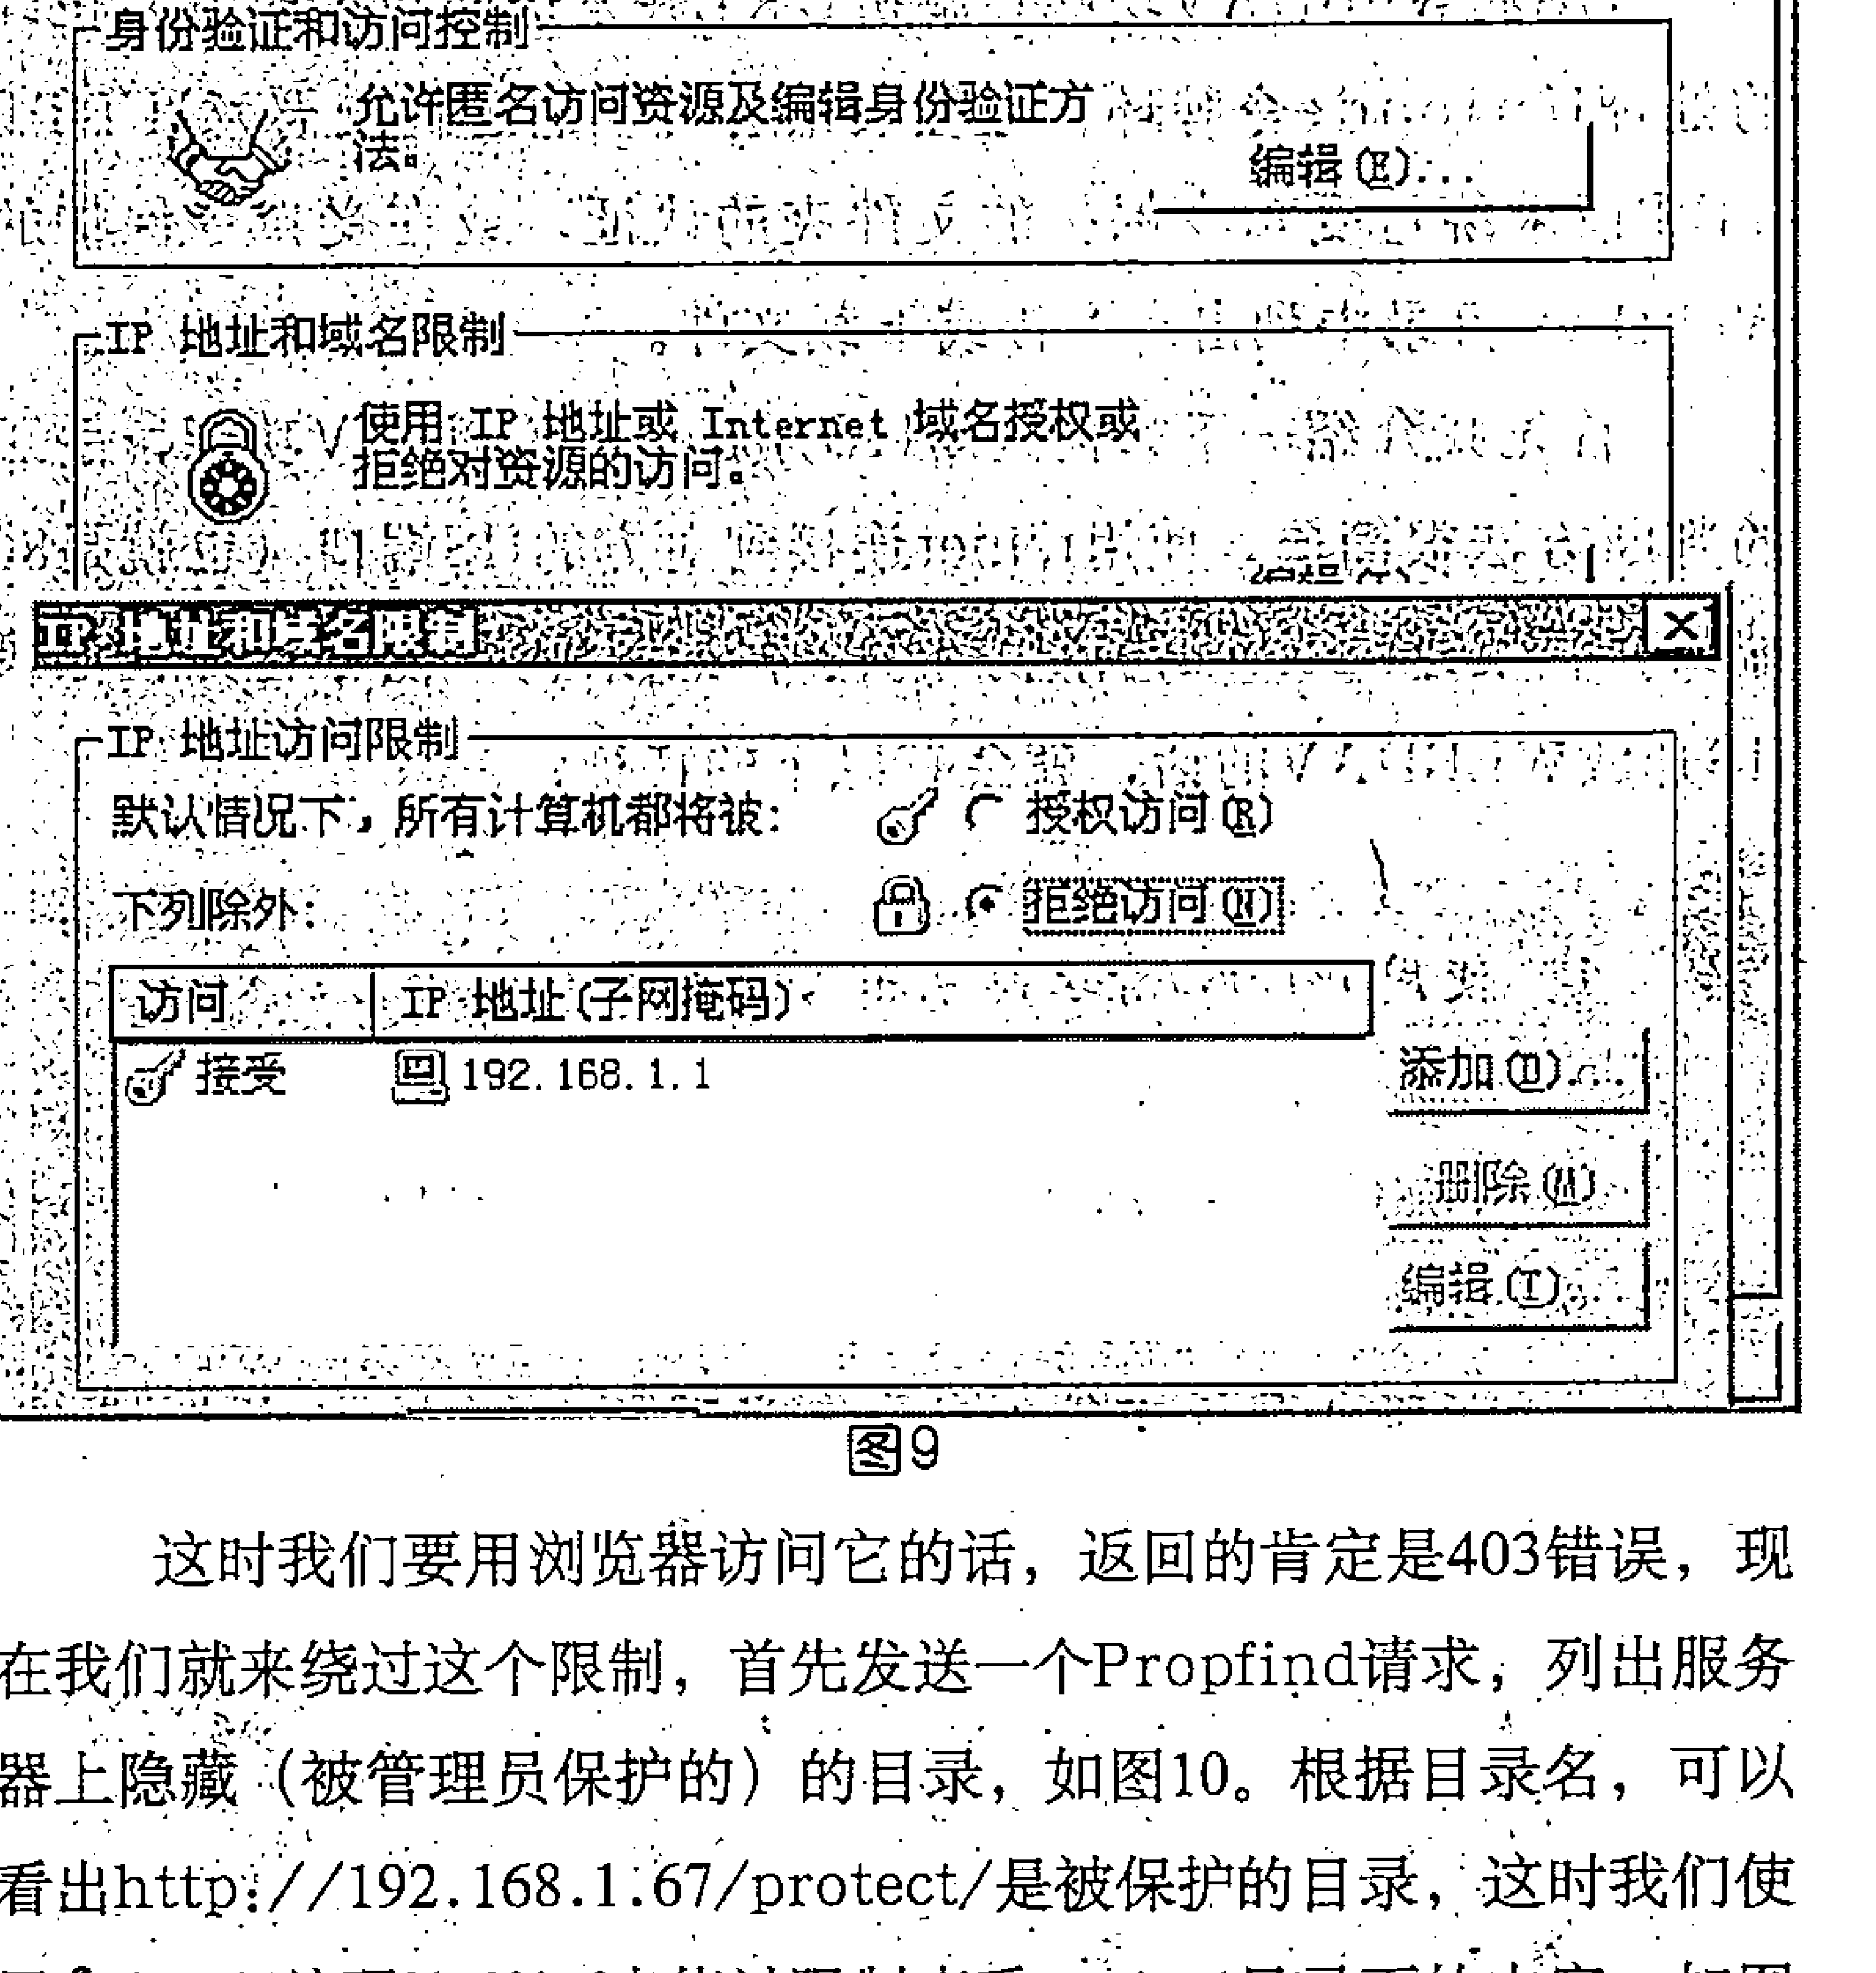 身份验证和访问控制
允许匿名访问资源及编辑身份验证方
法。
编辑(E)...
IP 地址和域名限制
使用 IP 地址或 Internet 域名授权或
拒绝对资源的访问。
IP 地址和域名限制
IP 地址访问限制
默认情况下，所有计算机都将被:
授权访问(R)
下列除外:
拒绝访问(N)
访问 IP 地址(子网掩码)
接受 192.168.1.1
添加(D)...
删除(M)
编辑(I)
图9
这时我们要用浏览器访问它的话，返回的肯定是403错误，现
在我们就来绕过这个限制，首先发送一个Propfind请求，列出服务
器上隐藏（被管理员保护的）的目录，如图10。根据目录名，可以
看出http://192.168.1.67/protect/是被保护的目录，这时我们使